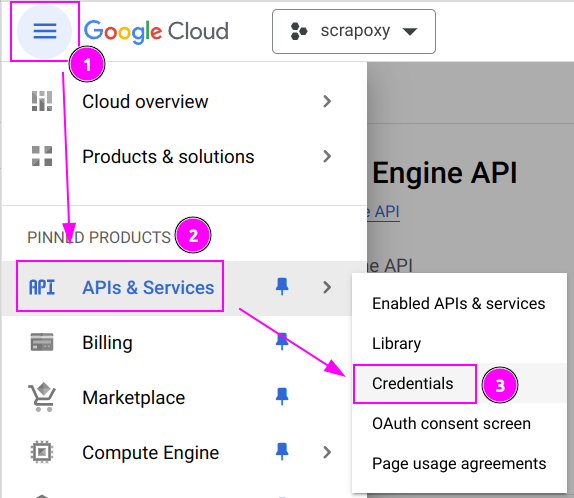 Google Cloud
scrapoxy
1
Cloud overview
Products & solutions
Engine API
e API
ne API
PINNED PRODUCTS
2
API
APIs & Services
Billing
Marketplace
Compute Engine
Enabled APIs & services
Library
Credentials
3
OAuth consent screen
Page usage agreements